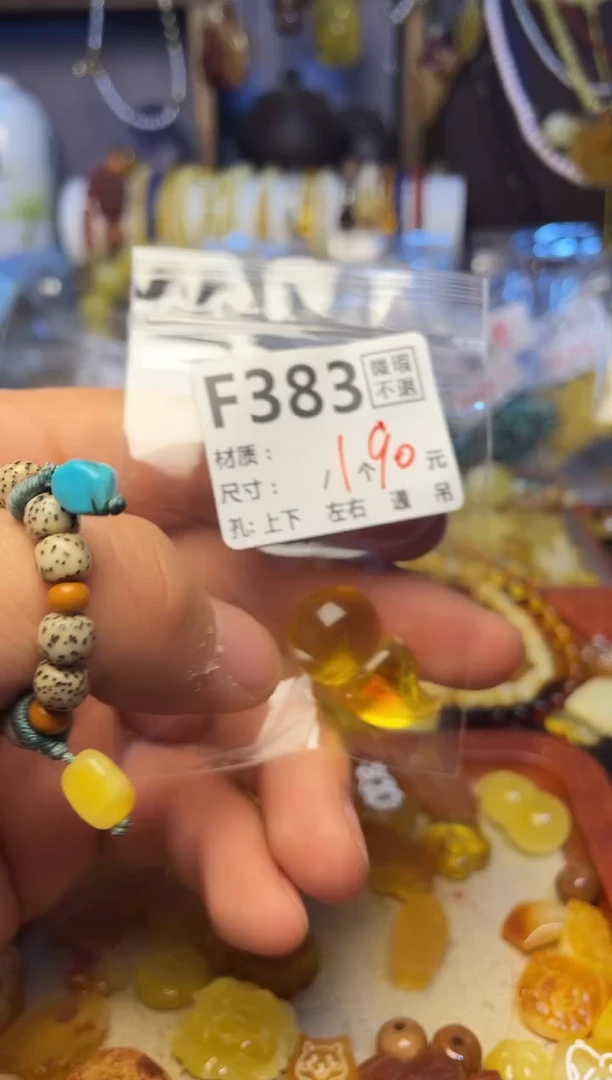 F383
微瑕
不退
材质：
尺寸： / 1个90 元
孔: 上下 左右 通 吊